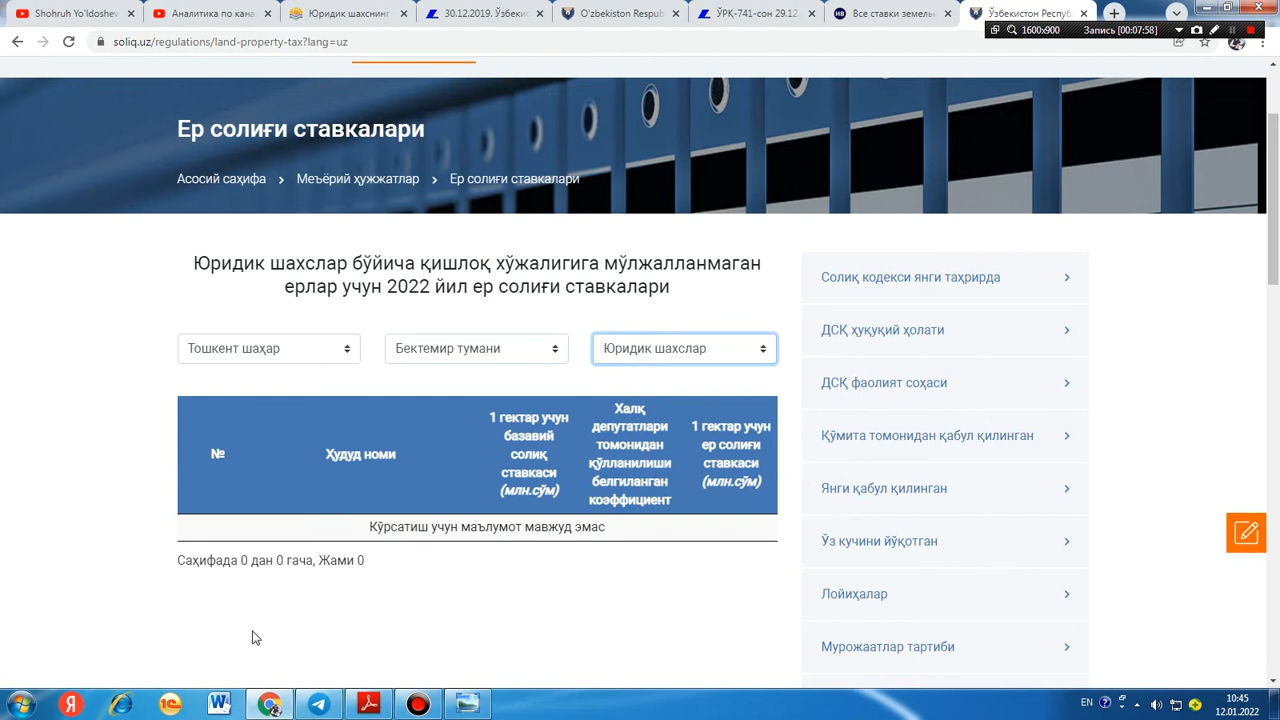 Shohruh Yo'ldoshev
Аналитика по кана
Юридик шахснинг
30.12.2019
Uzbekistan Respub
ЎРҚ-741-сон 29.12
Все ставки земель
Ўзбекистон Респуб
1600x900
Запись [00:07:58]
soliq.uz/regulations/land-property-tax?lang=uz
Ер солиғи ставкалари
Асосий саҳифа > Меъёрий ҳужжатлар > Ер солиғи ставкалари
Юридик шахслар бўйича қишлоқ хўжалигига мўлжалланмаган
ерлар учун 2022 йил ер солиғи ставкалари
Тошкент шаҳар
Бектемир тумани
Юридик шахслар
№
Ҳудуд номи
1 гектар учун
базавий
солиқ
ставкаси
(млн.сўм)
Халқ
депутатлари
томонидан
қўлланилиши
белгиланган
коэффициент
1 гектар учун
ер солиғи
ставкаси
(млн.сўм)
Кўрсатиш учун маълумот мавжуд эмас
Саҳифада 0 дан 0 гача, Жами 0
Солиқ кодекси янги таҳрирда
ДСҚ ҳуқуқий ҳолати
ДСҚ фаолият соҳаси
Қўмита томонидан қабул қилинган
Янги қабул қилинган
Ўз кучини йўқотган
Лойиҳалар
Мурожаатлар тартиби
EN
10:45
12.01.2022